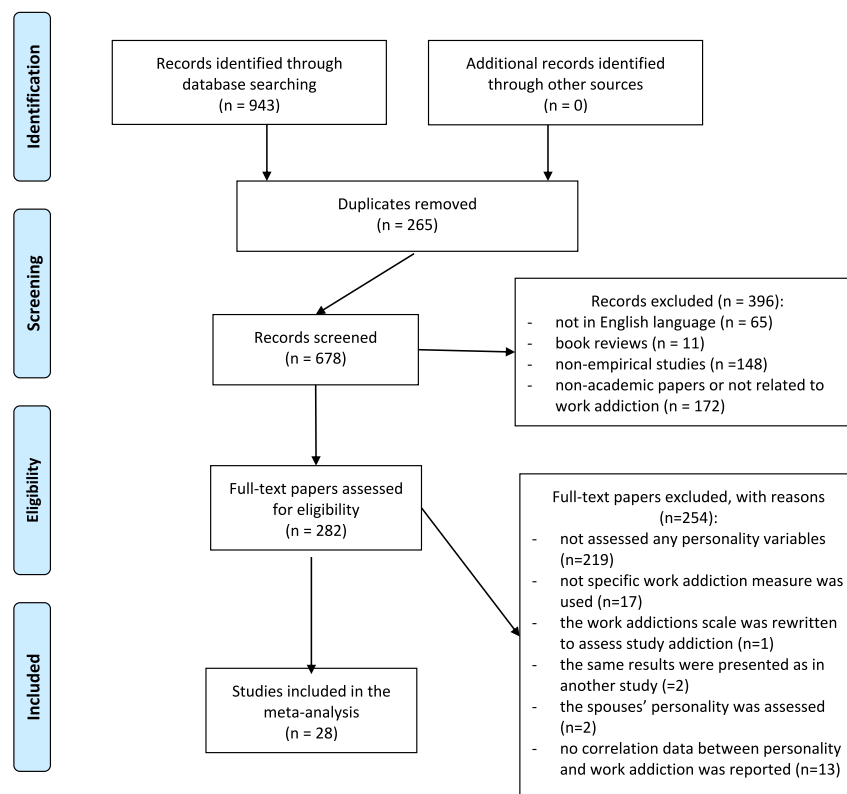 Identification
Records identified through
database searching
(n = 943)
Additional records identified
through other sources
(n = 0)
Duplicates removed
(n = 265)
Screening
Records screened
(n = 678)
Records excluded (n = 396):
- not in English language (n = 65)
- book reviews (n = 11)
- non-empirical studies (n =148)
- non-academic papers or not related to
work addiction (n = 172)
Eligibility
Full-text papers assessed
for eligibility
(n = 282)
Full-text papers excluded, with reasons
(n=254):
- not assessed any personality variables
(n=219)
- not specific work addiction measure was
used (n=17)
- the work addictions scale was rewritten
to assess study addiction (n=1)
- the same results were presented as in
another study (=2)
- the spouses’ personality was assessed
(n=2)
- no correlation data between personality
and work addiction was reported (n=13)
Included
Studies included in the
meta-analysis
(n = 28)